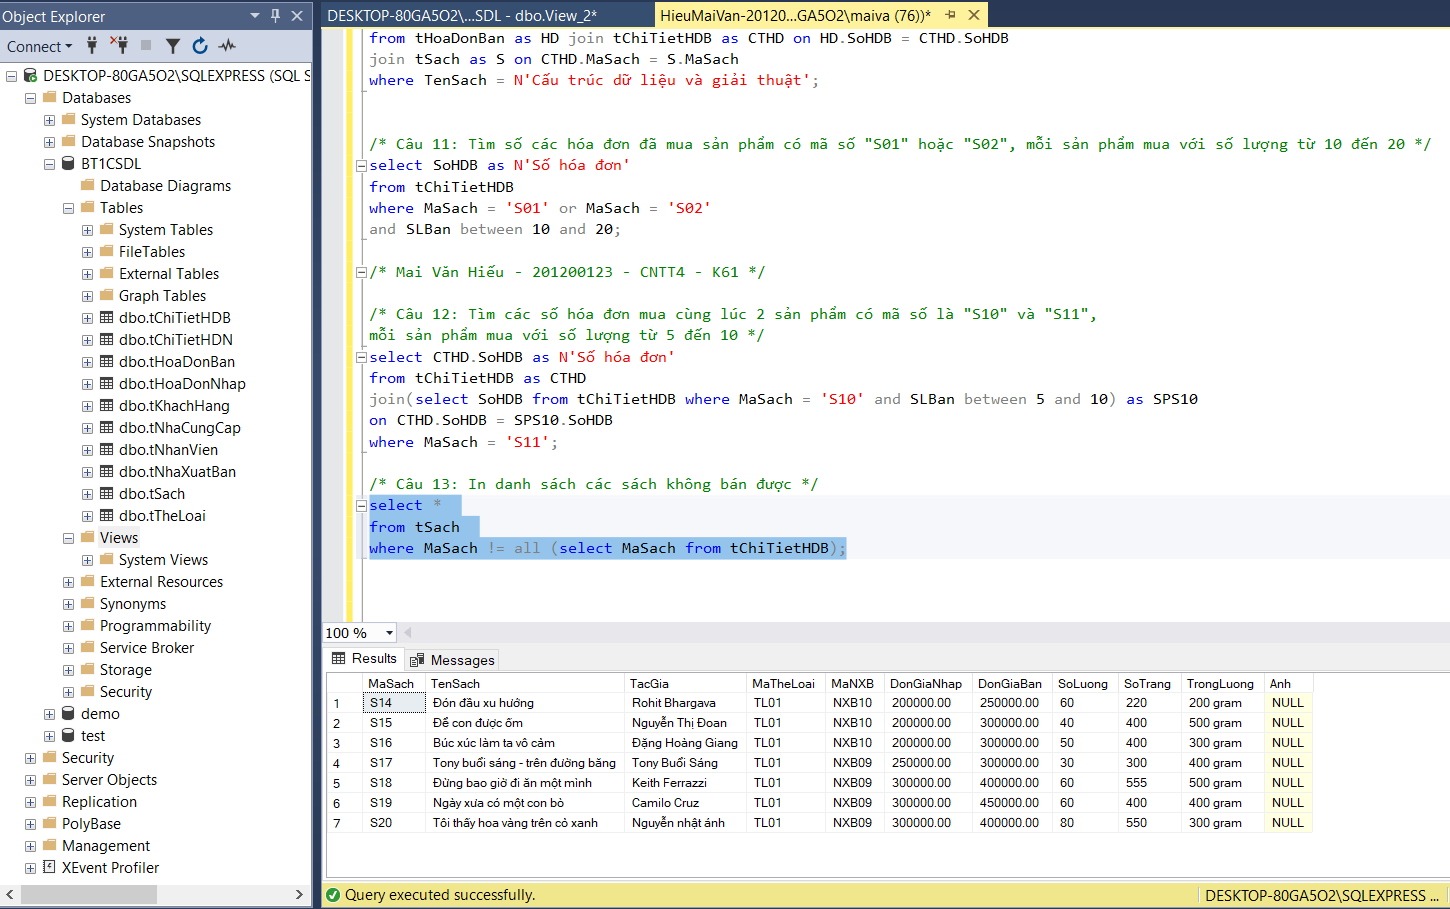 Object Explorer
Connect
DESKTOP-80GA5O2\SQLEXPRESS (SQL S
Databases
System Databases
Database Snapshots
BT1CSDL
Database Diagrams
Tables
System Tables
FileTables
External Tables
Graph Tables
dbo.tChiTietHDB
dbo.tChiTietHDN
dbo.tHoaDonBan
dbo.tHoaDonNhap
dbo.tKhachHang
dbo.tNhaCungCap
dbo.tNhanVien
dbo.tNhaXuatBan
dbo.tSach
dbo.tTheLoai
Views
System Views
External Resources
Synonyms
Programmability
Service Broker
Storage
Security
demo
test
Security
Server Objects
Replication
PolyBase
Management
XEvent Profiler
DESKTOP-80GA5O2\...SDL - dbo.View_2*
HieuMaiVan-20120...GA5O2\maiva (76))*
from tHoaDonBan as HD join tChiTietHDB as CTHD on HD.SoHDB = CTHD.SoHDB
join tSach as S on CTHD.MaSach = S.MaSach
where TenSach = N'Cấu trúc dữ liệu và giải thuật';
/* Câu 11: Tìm số các hóa đơn đã mua sản phẩm có mã số "S01" hoặc "S02", mỗi sản phẩm mua với số lượng từ 10 đến 20 */
select SoHDB as N'Số hóa đơn'
from tChiTietHDB
where MaSach = 'S01' or MaSach = 'S02'
and SLBan between 10 and 20;
/* Mai Văn Hiếu - 201200123 - CNTT4 - K61 */
/* Câu 12: Tìm các số hóa đơn mua cùng lúc 2 sản phẩm có mã số là "S10" và "S11",
mỗi sản phẩm mua với số lượng từ 5 đến 10 */
select CTHD.SoHDB as N'Số hóa đơn'
from tChiTietHDB as CTHD
join(select SoHDB from tChiTietHDB where MaSach = 'S10' and SLBan between 5 and 10) as SPS10
on CTHD.SoHDB = SPS10.SoHDB
where MaSach = 'S11';
/* Câu 13: In danh sách các sách không bán được */
select *
from tSach
where MaSach != all (select MaSach from tChiTietHDB);
100 %
Results Messages
MaSach TenSach TacGia MaTheLoai MaNXB DonGiaNhap DonGiaBan SoLuong SoTrang TrongLuong Anh
1 S14 Đón đầu xu hướng Rohit Bhargava TL01 NXB10 200000.00 250000.00 60 220 200 gram NULL
2 S15 Để con được ốm Nguyễn Thị Đoan TL01 NXB10 200000.00 300000.00 40 400 500 gram NULL
3 S16 Bức xúc làm ta vô cảm Đặng Hoàng Giang TL01 NXB10 200000.00 300000.00 50 400 300 gram NULL
4 S17 Tony buổi sáng - trên đường băng Tony Buổi Sáng TL01 NXB09 250000.00 300000.00 30 300 400 gram NULL
5 S18 Đừng bao giờ đi ăn một mình Keith Ferrazzi TL01 NXB09 300000.00 400000.00 60 555 500 gram NULL
6 S19 Ngày xưa có một con bò Camilo Cruz TL01 NXB09 300000.00 450000.00 60 400 400 gram NULL
7 S20 Tôi thấy hoa vàng trên cỏ xanh Nguyễn nhật ánh TL01 NXB09 300000.00 400000.00 80 550 300 gram NULL
Query executed successfully.
DESKTOP-80GA5O2\SQLEXPRESS ...